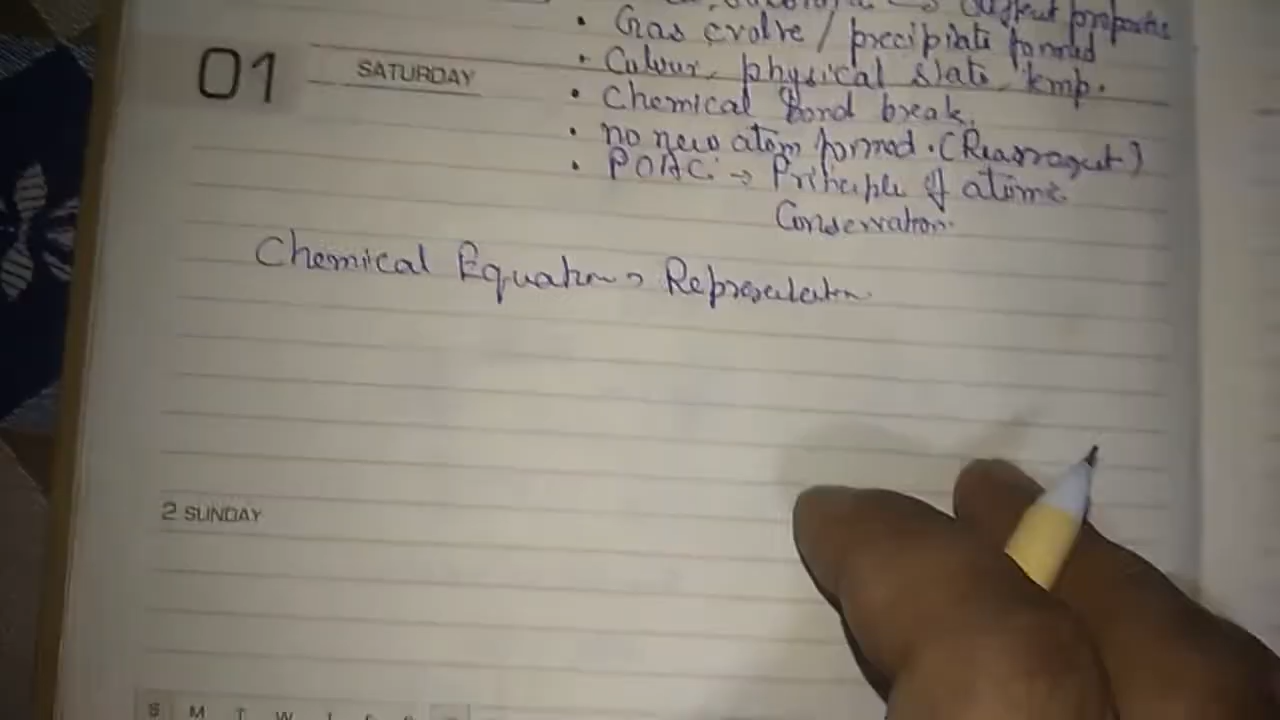 • Gas evolve / precipitate formed
01 SATURDAY
• Colour, physical state, temp.
• Chemical Bond break.
• no new atom formed. (Rearrangent)
• POAC → Principle of atomic
Conservation.
Chemical Equation → Representation
2 SUNDAY
S M T W T F S